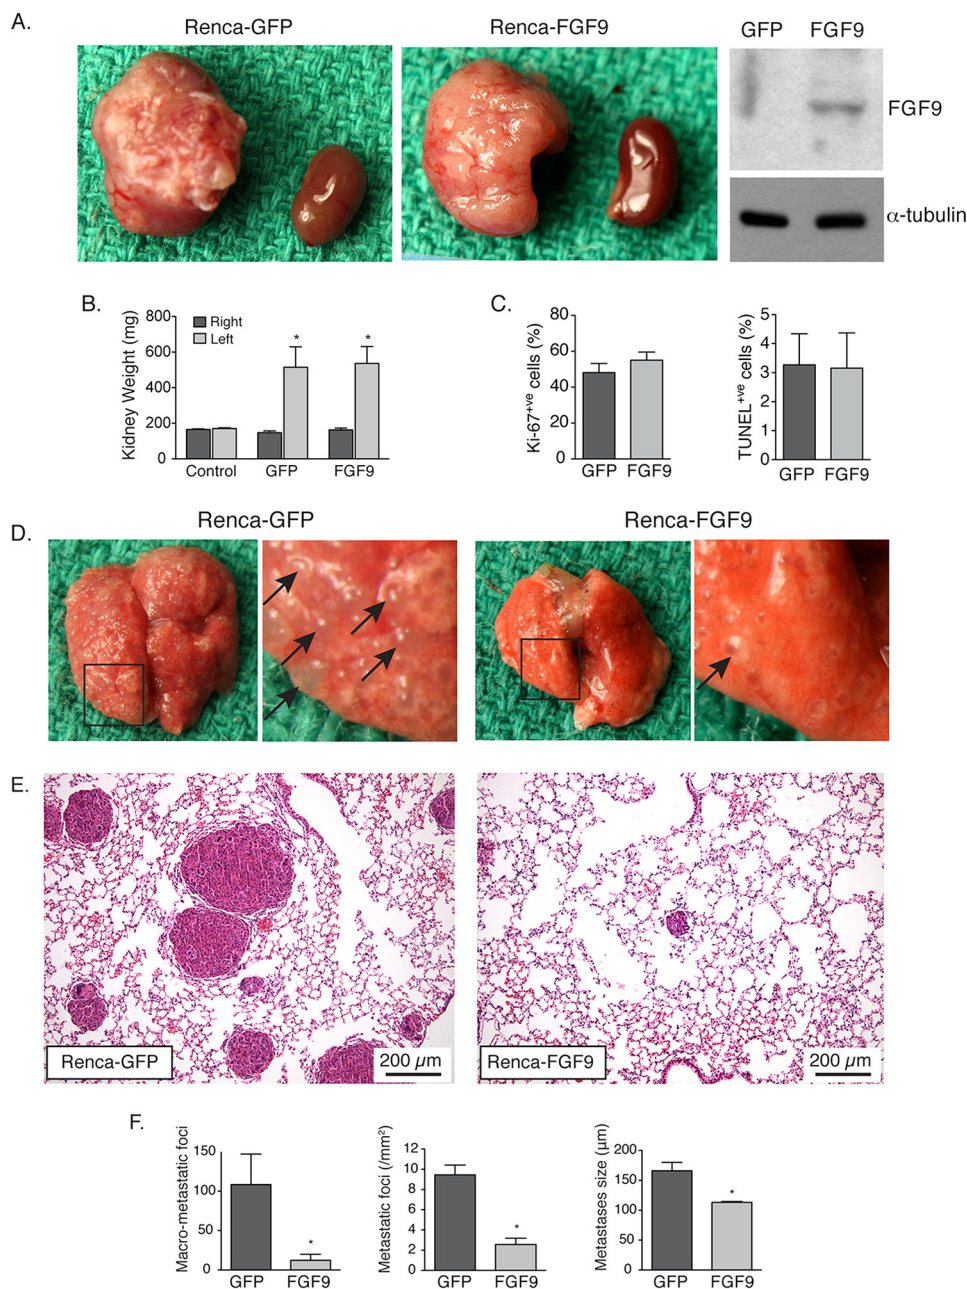 A.
Renca-GFP
Renca-FGF9
GFP FGF9
FGF9
α-tubulin
B.
Kidney Weight (mg)
800
600
400
200
0
Right
Left
*
*
Control GFP FGF9
C.
Ki-67+ve cells (%)
80
60
40
20
0
GFP FGF9
TUNEL+ve cells (%)
5
4
3
2
1
0
GFP FGF9
D.
Renca-GFP
Renca-FGF9
E.
Renca-GFP
200 µm
Renca-FGF9
200 µm
F.
Macro-metastatic foci
150
100
50
0
*
GFP FGF9
Metastatic foci (/mm²)
12
10
8
6
4
2
0
*
GFP FGF9
Metastases size (µm)
200
150
100
50
0
*
GFP FGF9